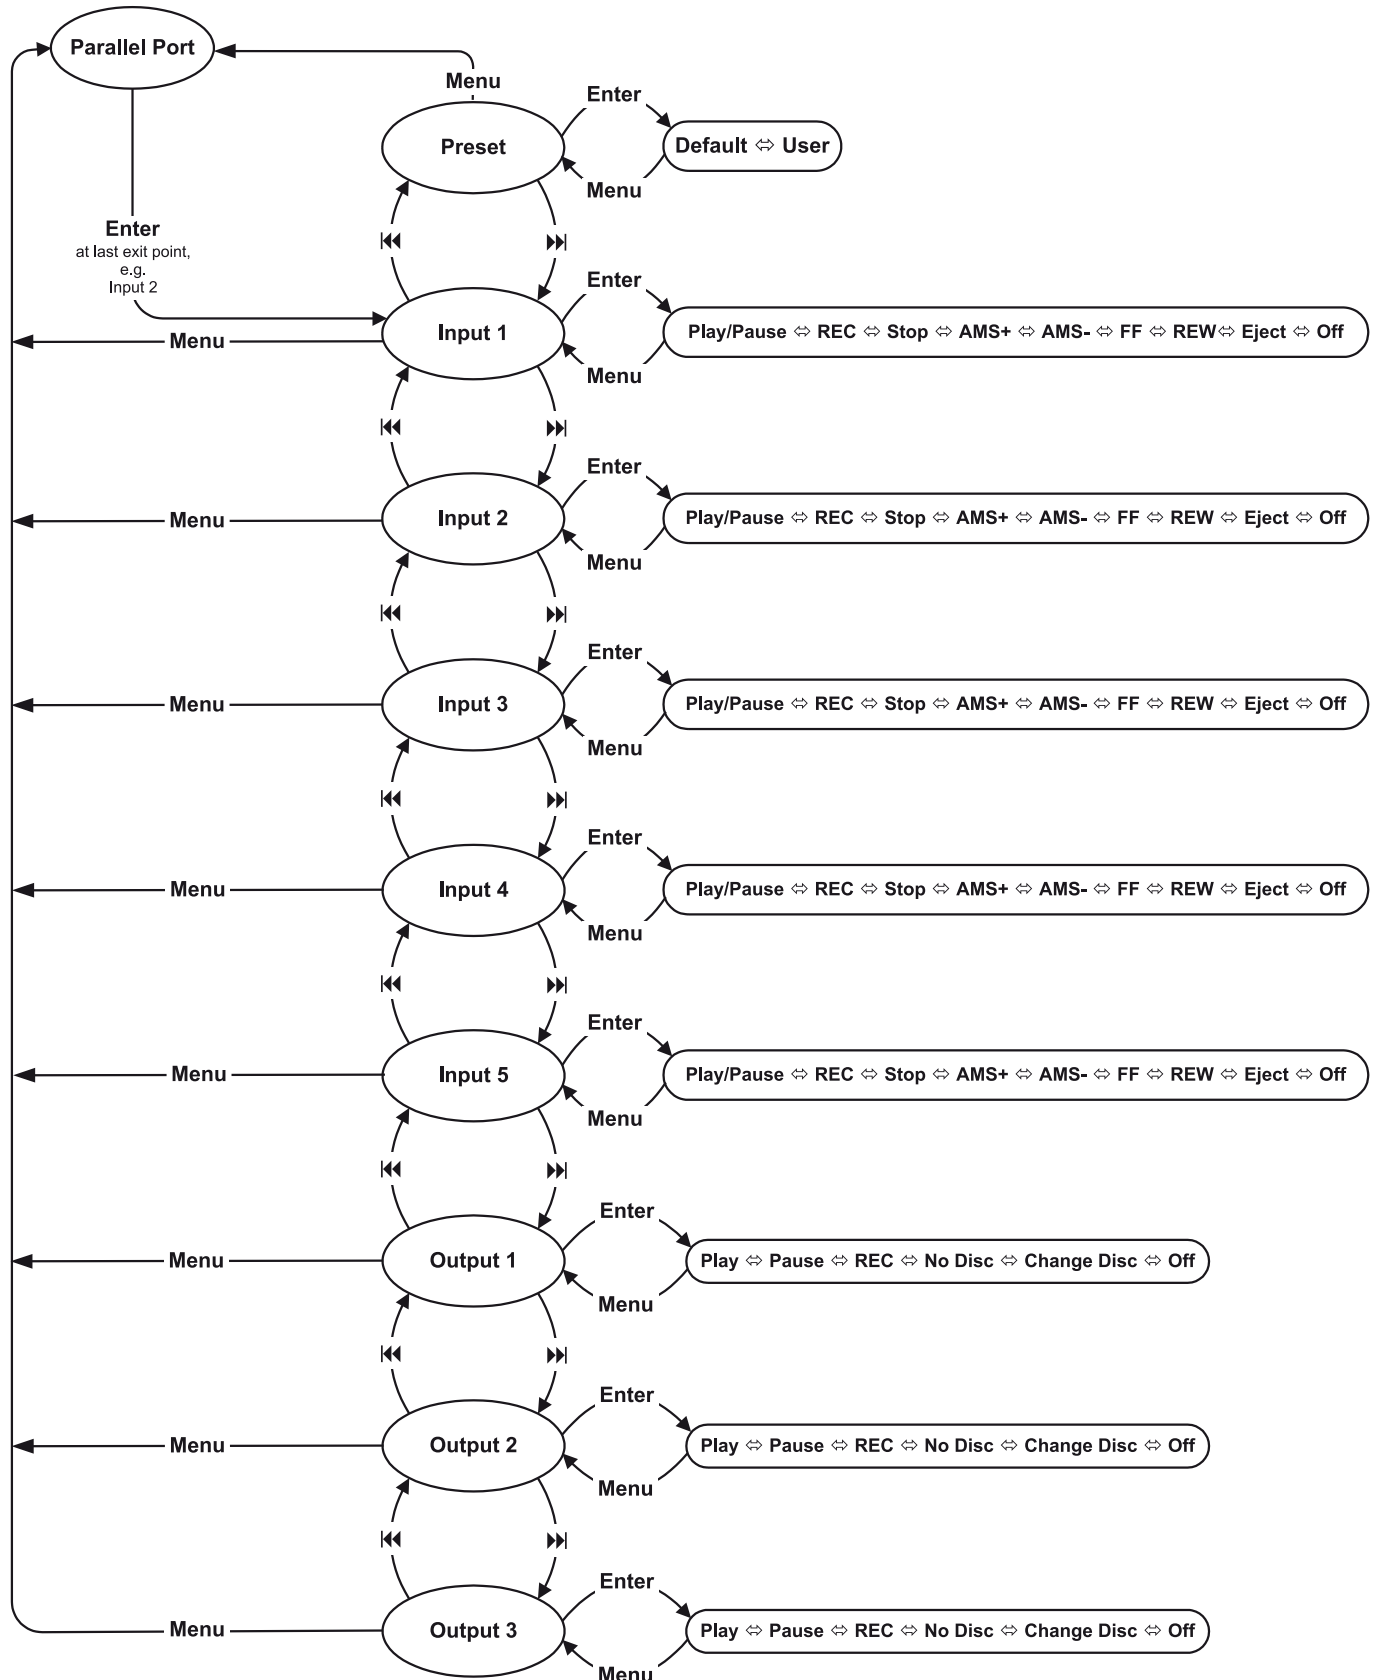 Parallel Port
Menu
Enter
Preset
Default ⇔ User
Menu
Enter
at last exit point,
e.g.
Input 2
Enter
Input 1
Menu
Play/Pause ⇔ REC ⇔ Stop ⇔ AMS+ ⇔ AMS- ⇔ FF ⇔ REW⇔ Eject ⇔ Off
Menu
Enter
Input 2
Menu
Play/Pause ⇔ REC ⇔ Stop ⇔ AMS+ ⇔ AMS- ⇔ FF ⇔ REW ⇔ Eject ⇔ Off
Menu
Enter
Input 3
Menu
Play/Pause ⇔ REC ⇔ Stop ⇔ AMS+ ⇔ AMS- ⇔ FF ⇔ REW ⇔ Eject ⇔ Off
Menu
Enter
Input 4
Menu
Play/Pause ⇔ REC ⇔ Stop ⇔ AMS+ ⇔ AMS- ⇔ FF ⇔ REW ⇔ Eject ⇔ Off
Menu
Enter
Input 5
Menu
Play/Pause ⇔ REC ⇔ Stop ⇔ AMS+ ⇔ AMS- ⇔ FF ⇔ REW ⇔ Eject ⇔ Off
Menu
Enter
Output 1
Menu
Play ⇔ Pause ⇔ REC ⇔ No Disc ⇔ Change Disc ⇔ Off
Menu
Enter
Output 2
Menu
Play ⇔ Pause ⇔ REC ⇔ No Disc ⇔ Change Disc ⇔ Off
Menu
Enter
Output 3
Menu
Play ⇔ Pause ⇔ REC ⇔ No Disc ⇔ Change Disc ⇔ Off
Menu